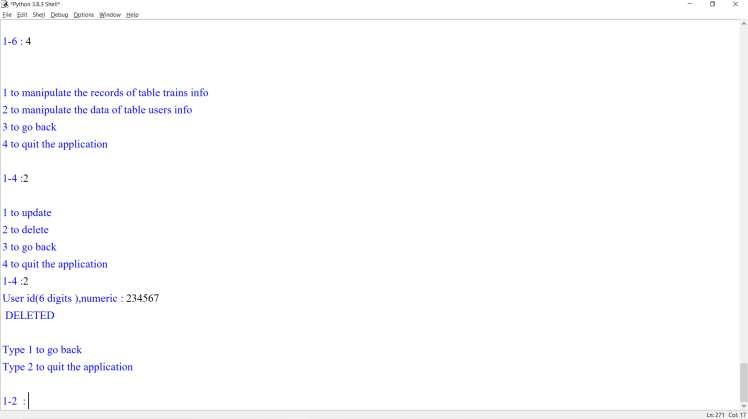 *Python 3.8.3 Shell*
File Edit Shell Debug Options Window Help
1-6 : 4
1 to manipulate the records of table trains info
2 to manipulate the data of table users info
3 to go back
4 to quit the application
1-4 :2
1 to update
2 to delete
3 to go back
4 to quit the application
1-4 :2
User id(6 digits ),numeric : 234567
DELETED
Type 1 to go back
Type 2 to quit the application
1-2 :
Ln: 271 Col: 17